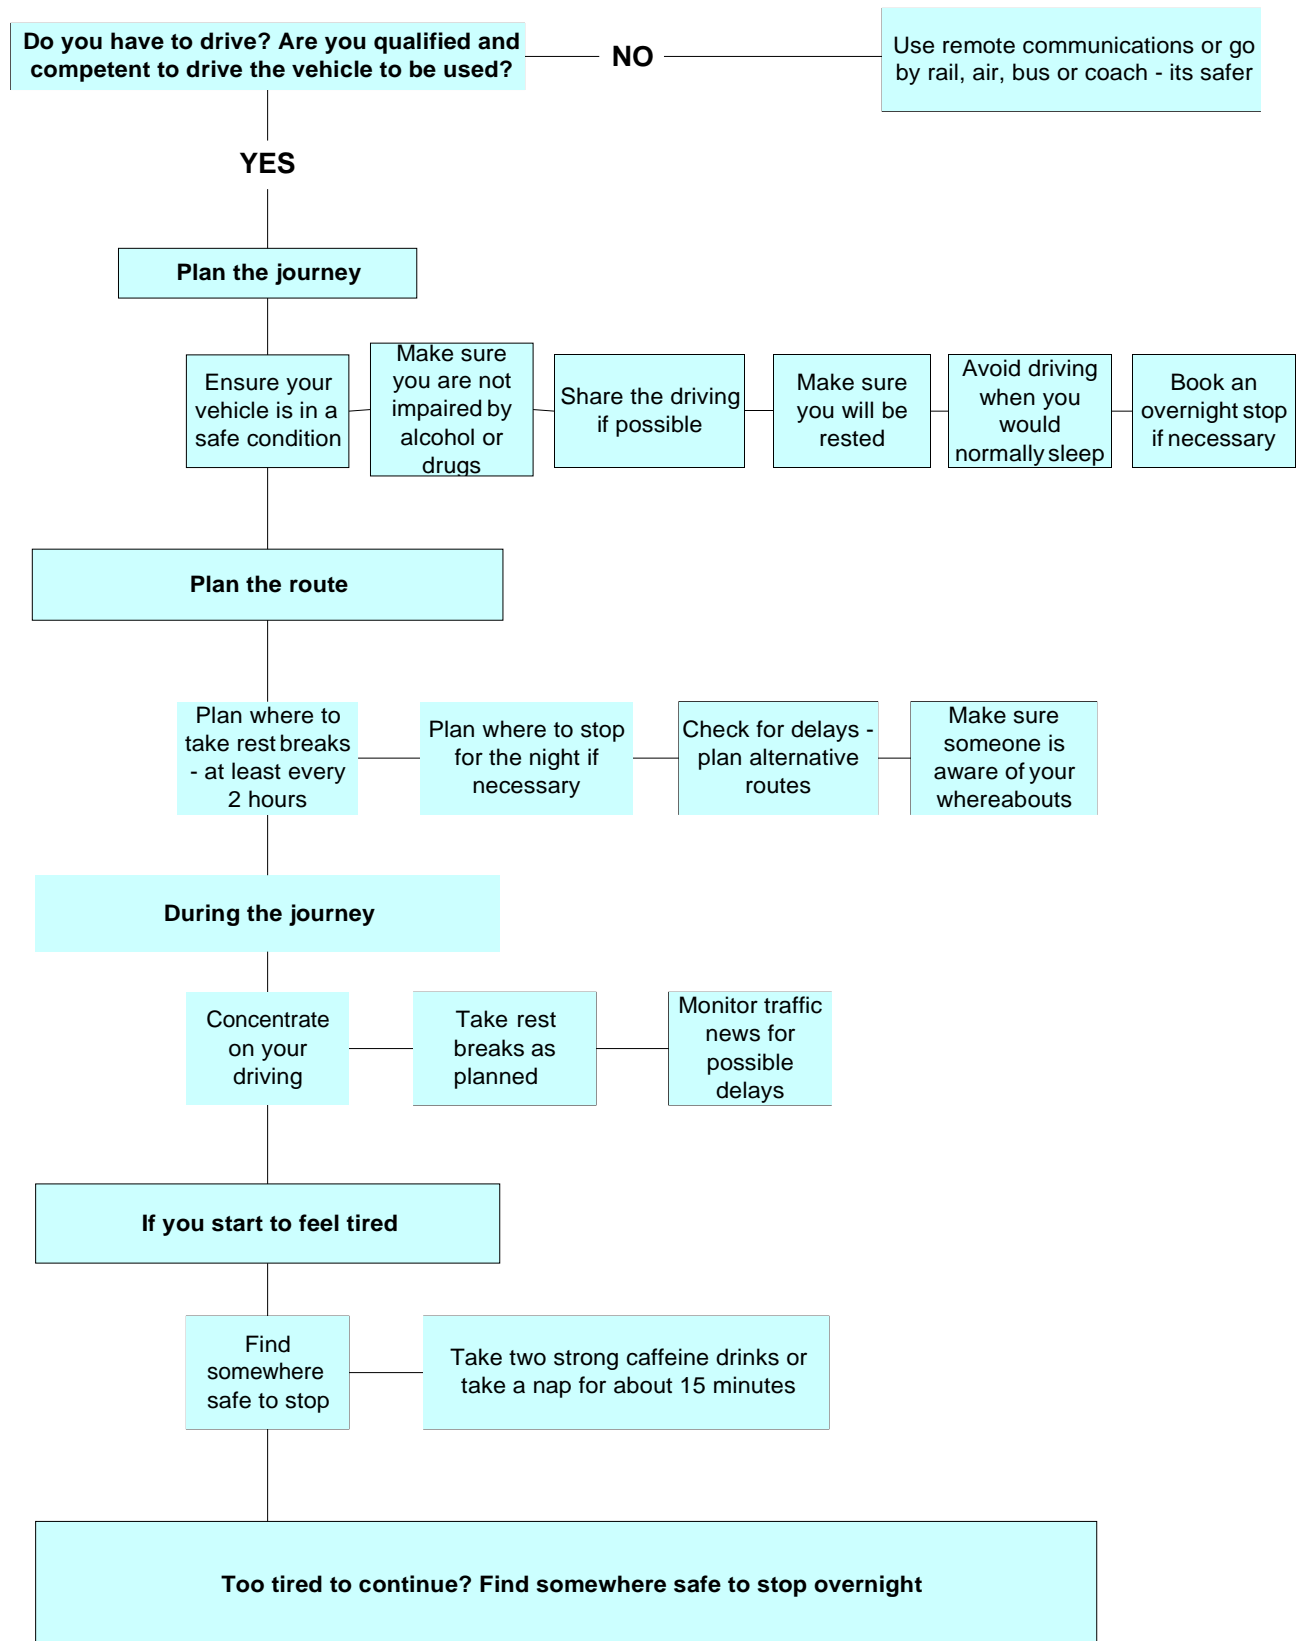 Do you have to drive? Are you qualified and
competent to drive the vehicle to be used?
NO
Use remote communications or go
by rail, air, bus or coach - its safer
YES
Plan the journey
Ensure your
vehicle is in a
safe condition
Make sure
you are not
impaired by
alcohol or
drugs
Share the driving
if possible
Make sure
you will be
rested
Avoid driving
when you
would
normally sleep
Book an
overnight stop
if necessary
Plan the route
Plan where to
take rest breaks
- at least every
2 hours
Plan where to stop
for the night if
necessary
Check for delays -
plan alternative
routes
Make sure
someone is
aware of your
whereabouts
During the journey
Concentrate
on your
driving
Take rest
breaks as
planned
Monitor traffic
news for
possible
delays
If you start to feel tired
Find
somewhere
safe to stop
Take two strong caffeine drinks or
take a nap for about 15 minutes
Too tired to continue? Find somewhere safe to stop overnight